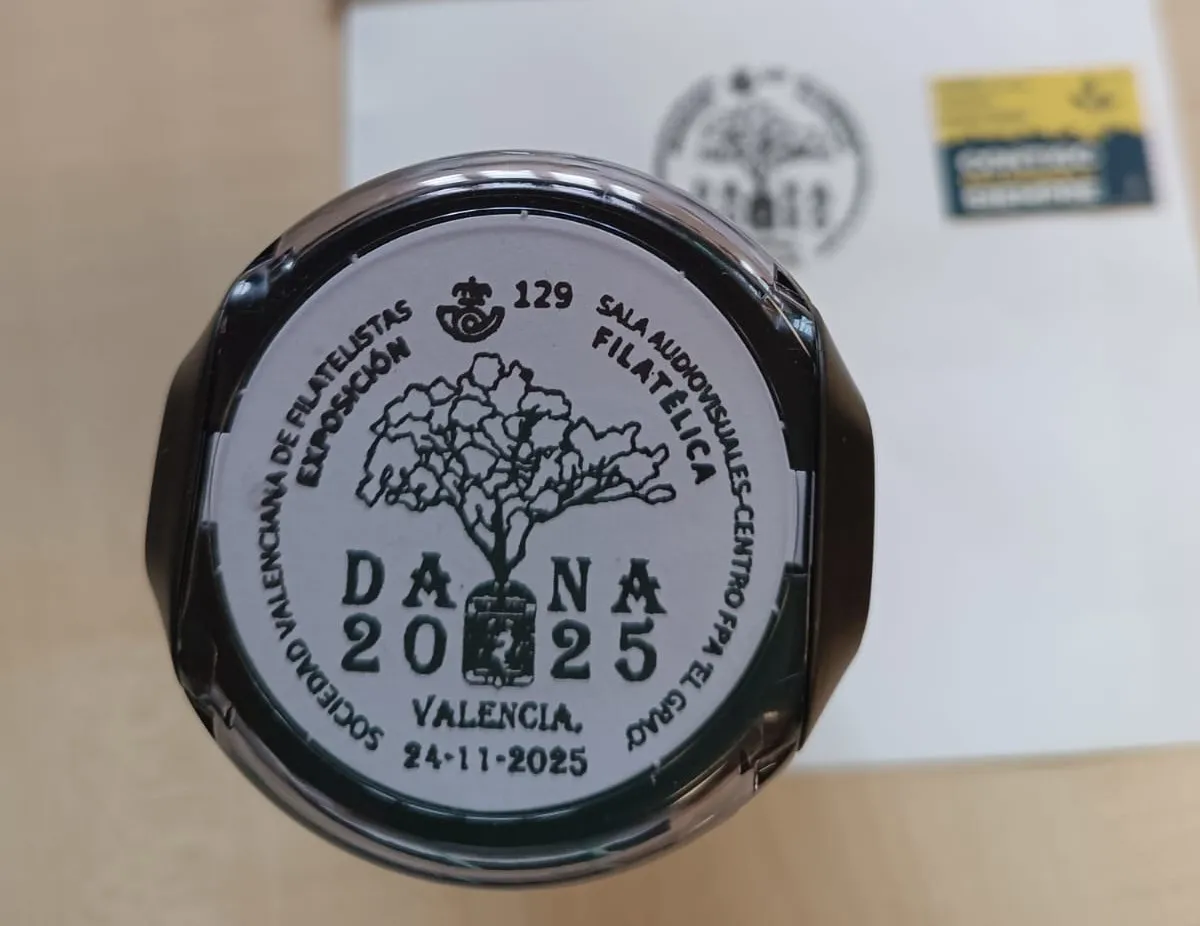 129
SOCIEDAD VALENCIANA DE FILATELISTAS
SALA AUDIOVISUALES-CENTRO FPA 'EL GRAO'
EXPOSICIÓN
FILATÉLICA
DANA
2025
VALENCIA,
24-11-2025